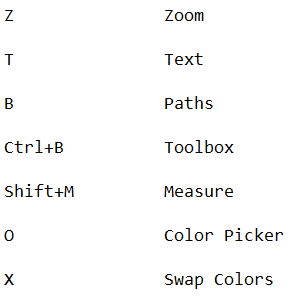 Z Zoom
T Text
B Paths
Ctrl+B Toolbox
Shift+M Measure
O Color Picker
X Swap Colors